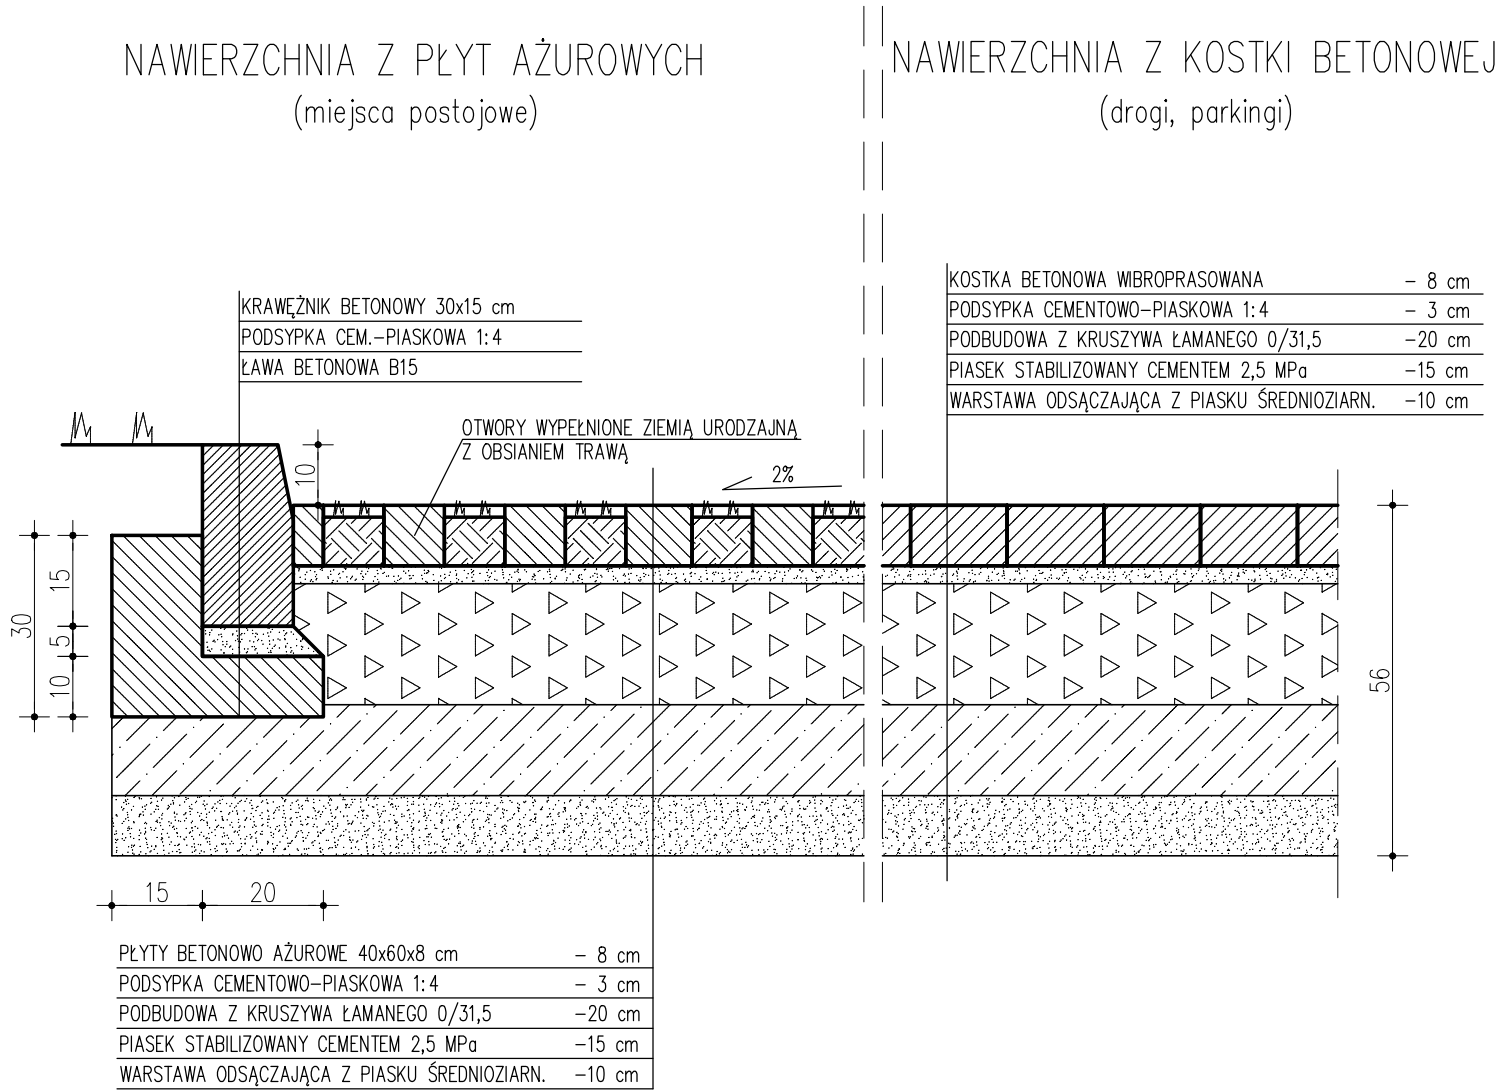 NAWIERZCHNIA Z PŁYT AŻUROWYCH
(miejsca postojowe)
NAWIERZCHNIA Z KOSTKI BETONOWEJ
(drogi, parkingi)
KRAWĘŻNIK BETONOWY 30x15 cm
PODSYPKA CEM.-PIASKOWA 1:4
ŁAWA BETONOWA B15
KOSTKA BETONOWA WIBROPRASOWANA - 8 cm
PODSYPKA CEMENTOWO-PIASKOWA 1:4 - 3 cm
PODBUDOWA Z KRUSZYWA ŁAMANEGO 0/31,5 -20 cm
PIASEK STABILIZOWANY CEMENTEM 2,5 MPa -15 cm
WARSTAWA ODSĄCZAJĄCA Z PIASKU ŚREDNIOZIARN. -10 cm
OTWORY WYPEŁNIONE ZIEMIĄ URODZAJNĄ
Z OBSIANIEM TRAWĄ
2%
10
15
30
5
10
56
15
20
PŁYTY BETONOWO AŻUROWE 40x60x8 cm - 8 cm
PODSYPKA CEMENTOWO-PIASKOWA 1:4 - 3 cm
PODBUDOWA Z KRUSZYWA ŁAMANEGO 0/31,5 -20 cm
PIASEK STABILIZOWANY CEMENTEM 2,5 MPa -15 cm
WARSTAWA ODSĄCZAJĄCA Z PIASKU ŚREDNIOZIARN. -10 cm